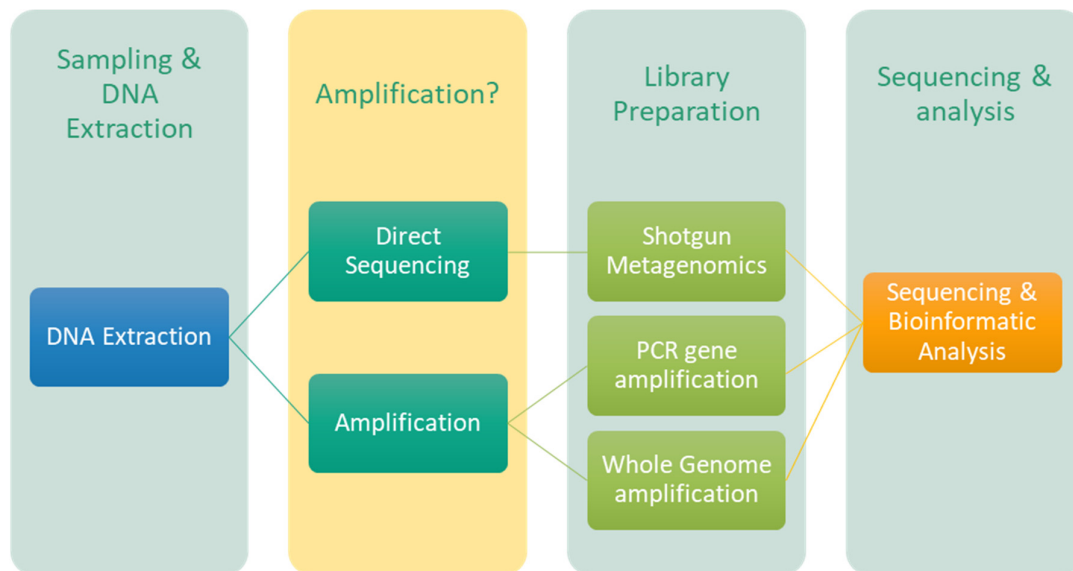 Sampling &
DNA
Extraction
Amplification?
Library
Preparation
Sequencing &
analysis
DNA Extraction
Direct
Sequencing
Amplification
Shotgun
Metagenomics
PCR gene
amplification
Whole Genome
amplification
Sequencing &
Bioinformatic
Analysis